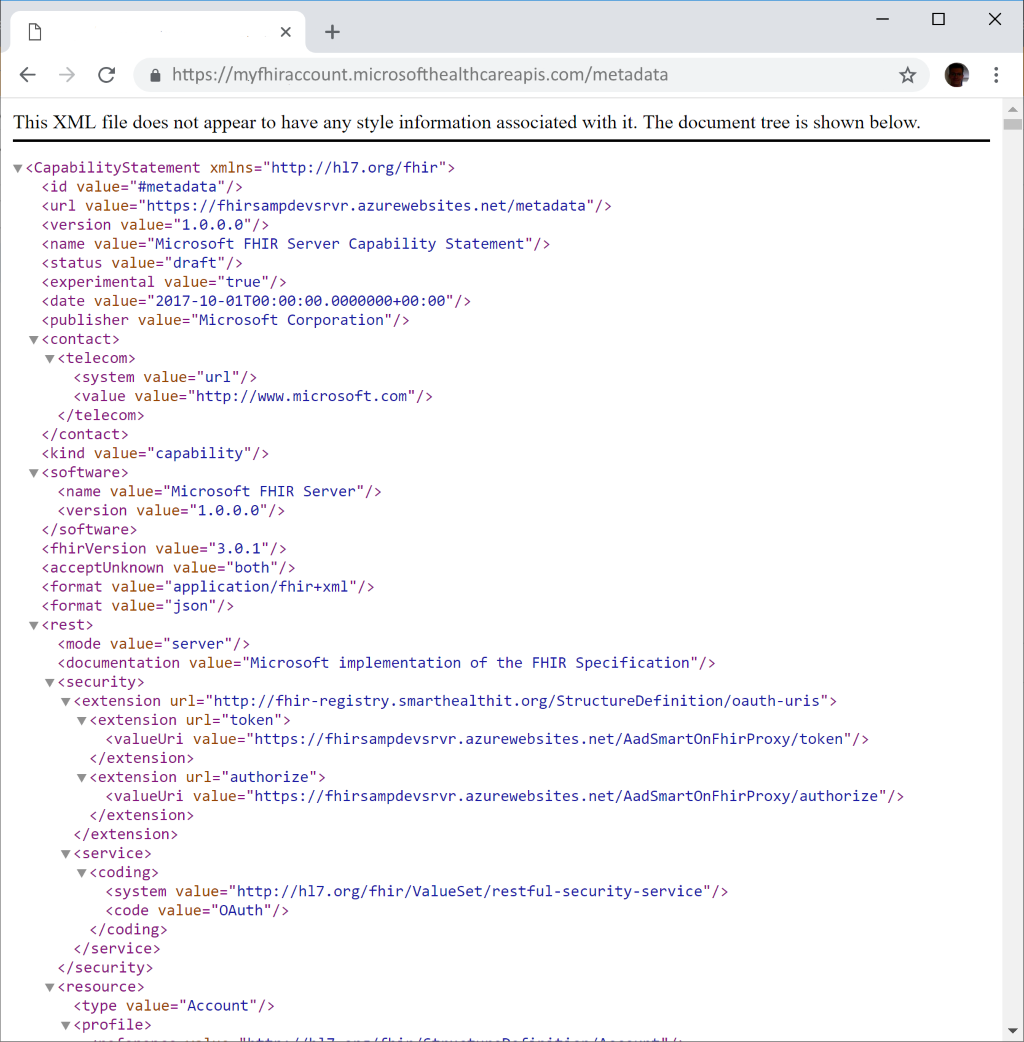 https://myfhiraccount.microsofthealthcareapis.com/metadata
This XML file does not appear to have any style information associated with it. The document tree is shown below.
▼<CapabilityStatement xmlns="http://hl7.org/fhir">
<id value="#metadata"/>
<url value="https://fhirsampdevsrvr.azurewebsites.net/metadata"/>
<version value="1.0.0.0"/>
<name value="Microsoft FHIR Server Capability Statement"/>
<status value="draft"/>
<experimental value="true"/>
<date value="2017-10-01T00:00:00.0000000+00:00"/>
<publisher value="Microsoft Corporation"/>
▼<contact>
▼<telecom>
<system value="url"/>
<value value="http://www.microsoft.com"/>
</telecom>
</contact>
<kind value="capability"/>
▼<software>
<name value="Microsoft FHIR Server"/>
<version value="1.0.0.0"/>
</software>
<fhirVersion value="3.0.1"/>
<acceptUnknown value="both"/>
<format value="application/fhir+xml"/>
<format value="json"/>
▼<rest>
<mode value="server"/>
<documentation value="Microsoft implementation of the FHIR Specification"/>
▼<security>
▼<extension url="http://fhir-registry.smarthealthit.org/StructureDefinition/oauth-uris">
▼<extension url="token">
<valueUri value="https://fhirsampdevsrvr.azurewebsites.net/AadSmartOnFhirProxy/token"/>
</extension>
▼<extension url="authorize">
<valueUri value="https://fhirsampdevsrvr.azurewebsites.net/AadSmartOnFhirProxy/authorize"/>
</extension>
</extension>
▼<service>
▼<coding>
<system value="http://hl7.org/fhir/ValueSet/restful-security-service"/>
<code value="OAuth"/>
</coding>
</service>
</security>
▼<resource>
<type value="Account"/>
▼<profile>
<reference value="http://hl7.org/fhir/StructureDefinition/Account"/>